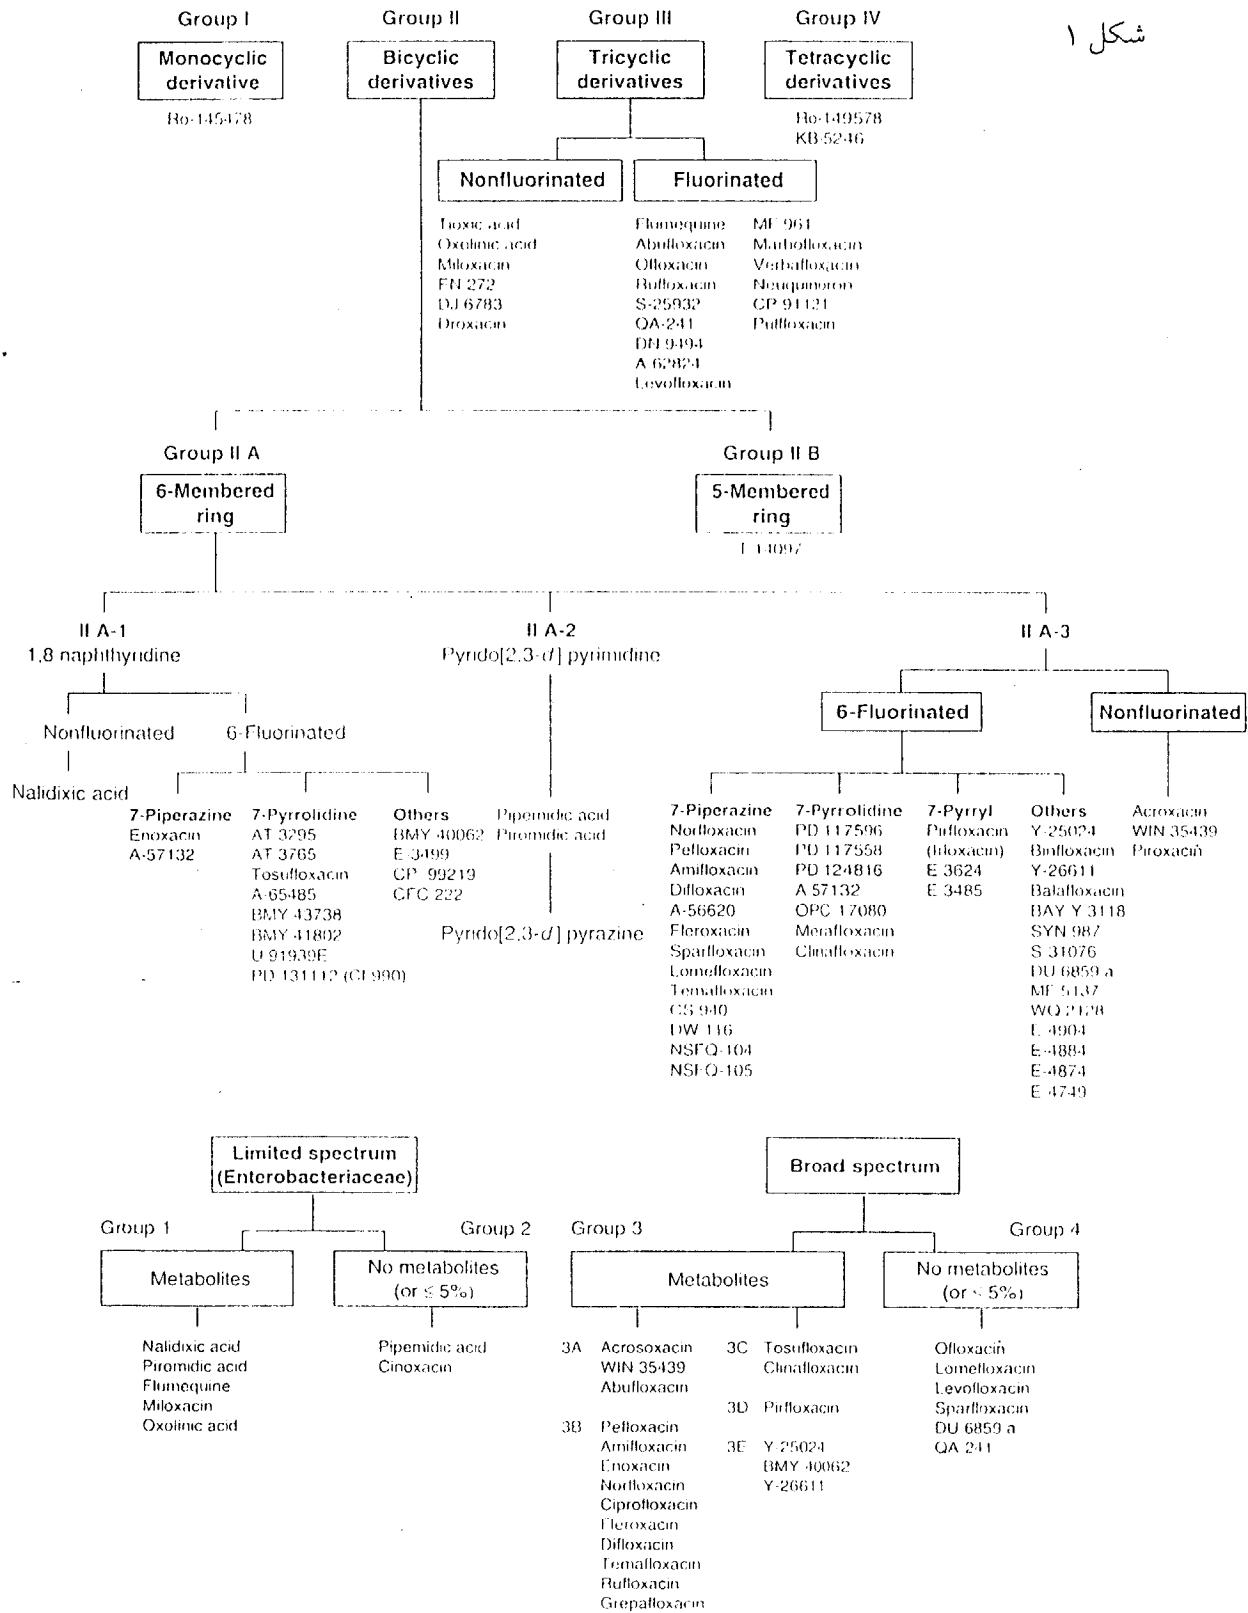 شكل ١
Group I
Monocyclic
derivative
Ro-145478
Group II
Bicyclic
derivatives
Group III
Tricyclic
derivatives
Group IV
Tetracyclic
derivatives
Ro-149578
KB-5246
Nonfluorinated
Tioxic acid
Oxolinic acid
Miloxacin
FN 272
DJ 6783
Droxacin
Fluorinated
Flumequine
Abufloxacin
Ofloxacin
Rufloxacin
S-25932
QA-241
DN 9494
A 62824
Levofloxacin
MF 961
Marbofloxacin
Verbafloxacin
Neuquinoron
CP 91121
Pulfloxacin
Group II A
6-Membered
ring
Group II B
5-Membered
ring
14097
II A-1
1,8 naphthyridine
II A-2
Pyrido[2,3-d] pyrimidine
II A-3
Nonfluorinated
Nalidixic acid
6-Fluorinated
7-Piperazine
Enoxacin
A-57132
7-Pyrrolidine
AT 3295
AT 3765
Tosufloxacin
A-65485
BMY 43738
BMY 41802
U 91939E
PD 131112 (CI 990)
Others
BMY 40062
E-3499
CP 99219
CFC 222
Pipemidic acid
Piromidic acid
Pyrido[2,3-d] pyrazine
6-Fluorinated
7-Piperazine
Norfloxacin
Pefloxacin
Amifloxacin
Difloxacin
A-56620
Fleroxacin
Sparfloxacin
Lomefloxacin
Temafloxacin
CS 940
DW 116
NSFQ-104
NSFQ-105
7-Pyrrolidine
PD 117596
PD 117558
PD 124816
A 57132
OPC 17080
Merafloxacin
Clinafloxacin
7-Pyrryl
Pirfloxacin
(Irloxacin)
E 3624
E 3485
Others
Y-25024
Binfloxacin
Y-26611
Balafloxacin
BAY Y 3118
SYN 987
S 31076
DU 6859 a
MF 5137
WQ 2128
E 4904
E-4884
E-4874
E 4749
Nonfluorinated
Acroxacin
WIN 35439
Piroxacin
Limited spectrum
(Enterobacteriaceae)
Group 1
Metabolites
Nalidixic acid
Piromidic acid
Flumequine
Miloxacin
Oxolinic acid
Group 2
No metabolites
(or ≤ 5%)
Pipemidic acid
Cinoxacin
Broad spectrum
Group 3
Metabolites
3A Acrosoxacin
WIN 35439
Abufloxacin
3B Pefloxacin
Amifloxacin
Enoxacin
Norfloxacin
Ciprofloxacin
Fleroxacin
Difloxacin
Temafloxacin
Rufloxacin
Grepafloxacin
3C Tosufloxacin
Clinafloxacin
3D Pirfloxacin
3E Y-25024
BMY 40062
Y-26611
Group 4
No metabolites
(or < 5%)
Ofloxacin
Lomefloxacin
Levofloxacin
Sparfloxacin
DU 6859 a
QA 241